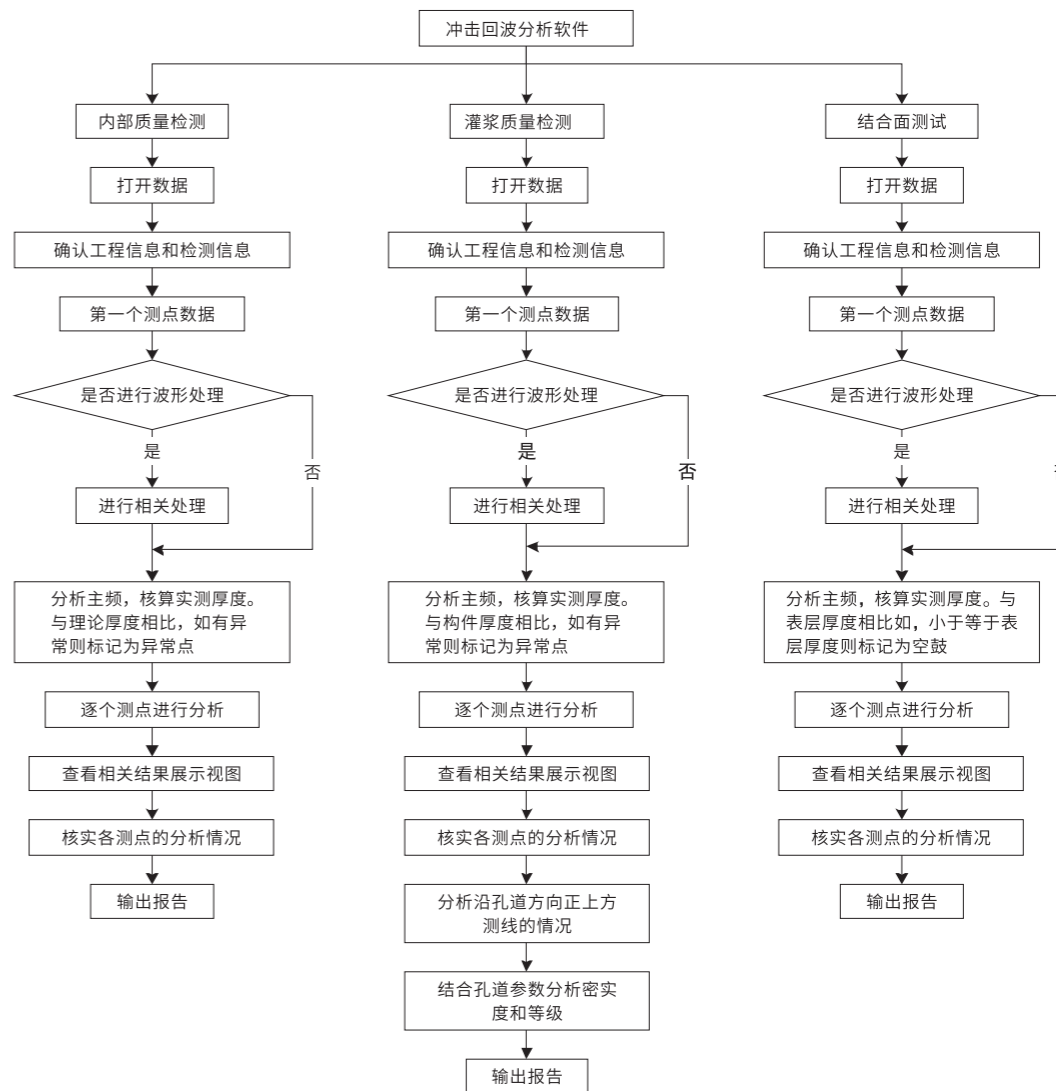 冲击回波分析软件
内部质量检测
打开数据
确认工程信息和检测信息
第一个测点数据
是否进行波形处理
是
否
进行相关处理
分析主频，核算实测厚度。
与理论厚度相比，如有异
常则标记为异常点
逐个测点进行分析
查看相关结果展示视图
核实各测点的分析情况
输出报告
灌浆质量检测
打开数据
确认工程信息和检测信息
第一个测点数据
是否进行波形处理
是
否
进行相关处理
分析主频，核算实测厚度。
与构件厚度相比，如有异
常则标记为异常点
逐个测点进行分析
查看相关结果展示视图
核实各测点的分析情况
分析沿孔道方向正上方
测线的情况
结合孔道参数分析密实
度和等级
输出报告
结合面测试
打开数据
确认工程信息和检测信息
第一个测点数据
是否进行波形处理
是
进行相关处理
分析主频，核算实测厚度。与
表层厚度相比如，小于等于表
层厚度则标记为空鼓
逐个测点进行分析
查看相关结果展示视图
核实各测点的分析情况
输出报告